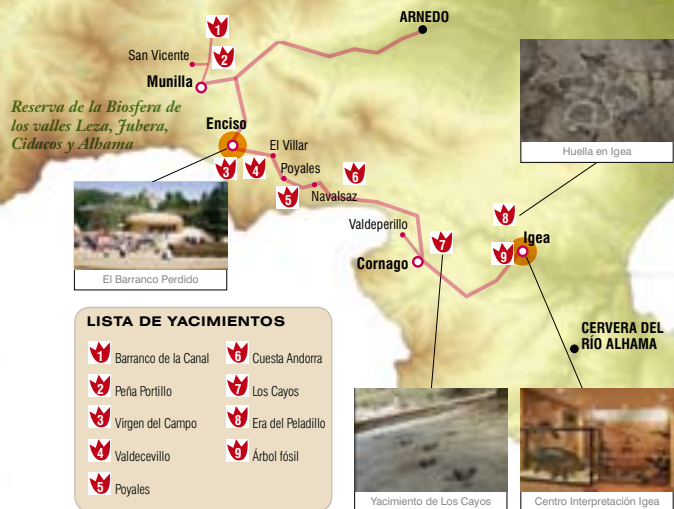 ARNEDO
1
San Vicente
2
Munilla
Reserva de la Biosfera de
los valles Leza, Jubera,
Cidacos y Alhama
Enciso
El Villar
3
4
Poyales
5
6
Navalsaz
Huella en Igea
El Barranco Perdido
Valdeperillo
7
8
Cornago
9
Igea
CERVERA DEL
RÍO ALHAMA
LISTA DE YACIMIENTOS
1 Barranco de la Canal
2 Peña Portillo
3 Virgen del Campo
4 Valdecevillo
5 Poyales
6 Cuesta Andorra
7 Los Cayos
8 Era del Peladillo
9 Árbol fósil
Yacimiento de Los Cayos
Centro Interpretación Igea